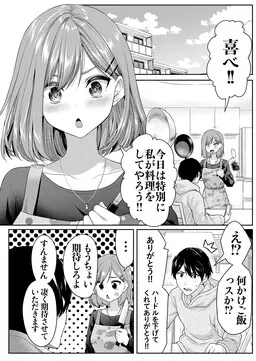 喜べ!!
今日は特別に
私が料理を
してやろう!!
え!?
何かけご飯
っスか!?
ハードルを下げて
くれてありがとう!!
ありがとう!!
もうちょい
期待しろよ
…
すんません
凄く期待させて
いただきます